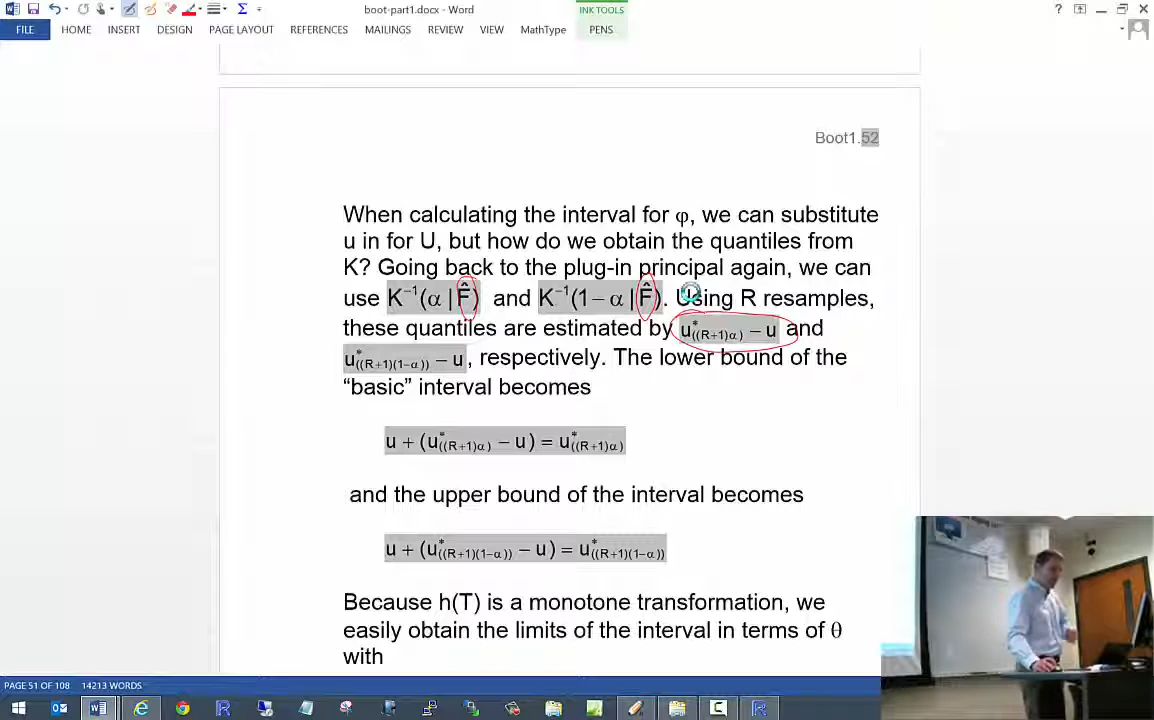 boot-part1.docx - Word
INK TOOLS
FILE
HOME
INSERT
DESIGN
PAGE LAYOUT
REFERENCES
MAILINGS
REVIEW
VIEW
MathType
PENS
Boot1.52
When calculating the interval for φ, we can substitute
u in for U, but how do we obtain the quantiles from
K? Going back to the plug-in principal again, we can
use K⁻¹(α | F̂) and K⁻¹(1− α | F̂). Using R resamples,
these quantiles are estimated by u*((R+1)α) − u and
u*((R+1)(1−α)) − u, respectively. The lower bound of the
“basic” interval becomes
u + (u*((R+1)α) − u) = u*((R+1)α)
and the upper bound of the interval becomes
u + (u*((R+1)(1−α)) − u) = u*((R+1)(1−α))
Because h(T) is a monotone transformation, we
easily obtain the limits of the interval in terms of θ
with
PAGE 51 OF 108 14213 WORDS